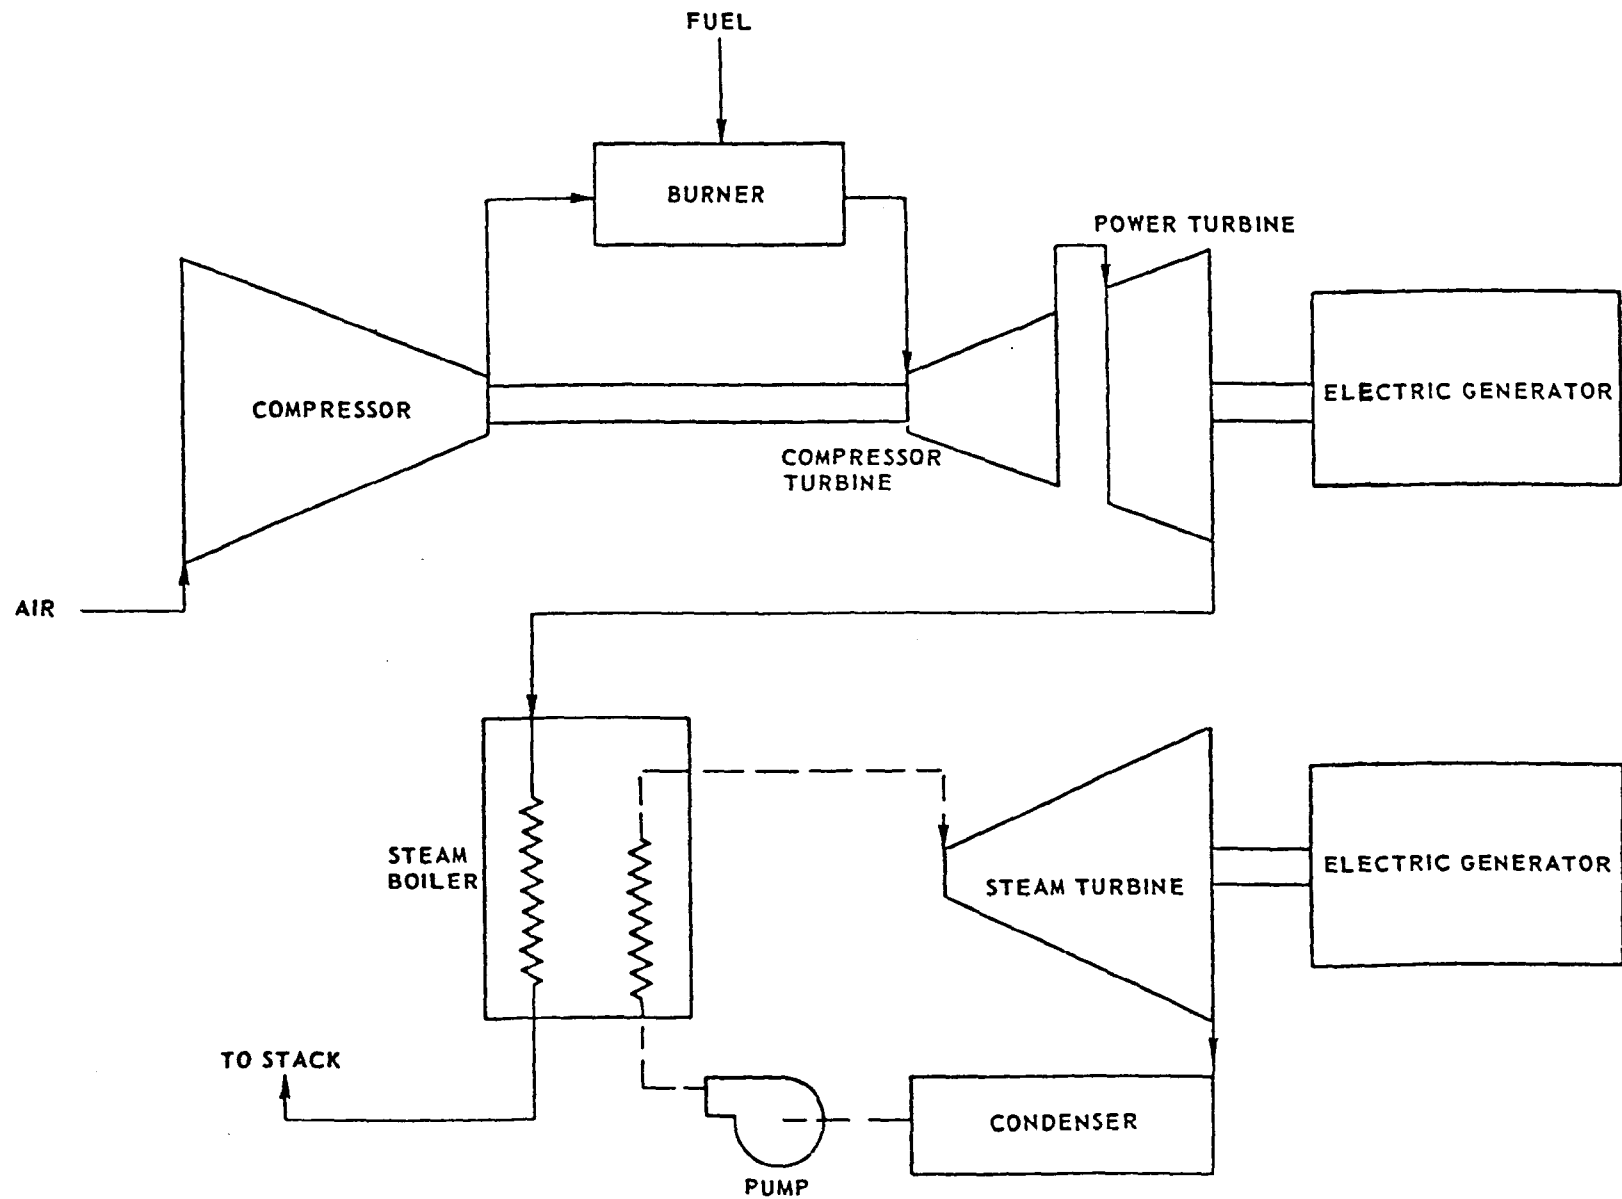 FUEL
BURNER
POWER TURBINE
COMPRESSOR
ELECTRIC GENERATOR
COMPRESSOR
TURBINE
AIR
STEAM
BOILER
STEAM TURBINE
ELECTRIC GENERATOR
TO STACK
CONDENSER
PUMP